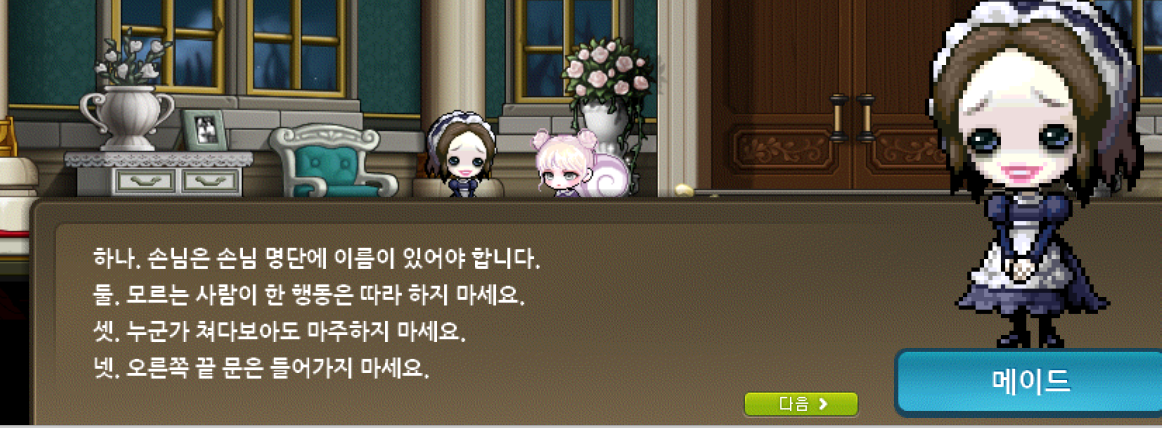 하나. 손님은 손님 명단에 이름이 있어야 합니다.
둘. 모르는 사람이 한 행동은 따라 하지 마세요.
셋. 누군가 쳐다보아도 마주하지 마세요.
넷. 오른쪽 끝 문은 들어가지 마세요.
다음
메이드